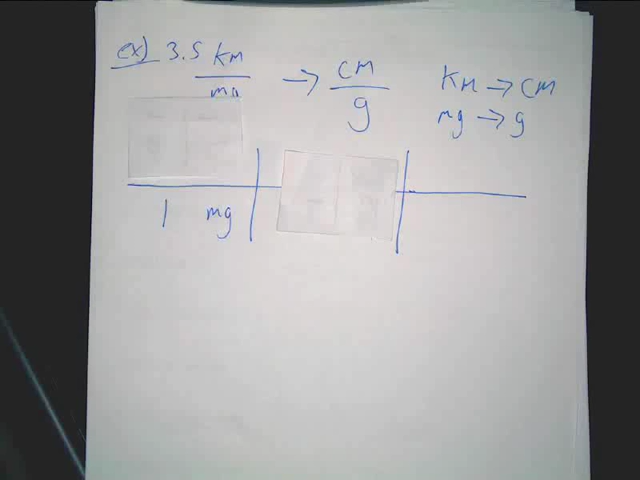 ex) 3.5 KM/mg → CM/g
KM → CM
mg → g
1 mg